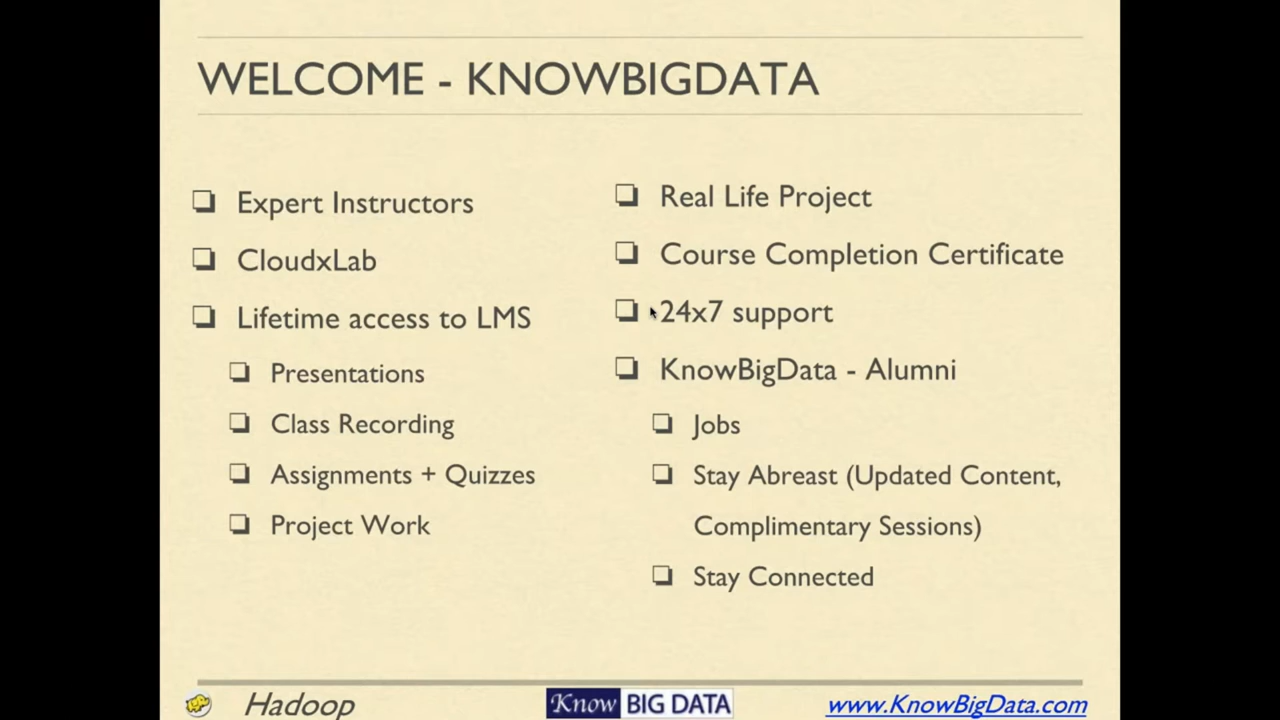 WELCOME - KNOWBIGDATA
Expert Instructors
CloudxLab
Lifetime access to LMS
Presentations
Class Recording
Assignments + Quizzes
Project Work
Real Life Project
Course Completion Certificate
24x7 support
KnowBigData - Alumni
Jobs
Stay Abreast (Updated Content,
Complimentary Sessions)
Stay Connected
Hadoop
Know BIG DATA
www.KnowBigData.com